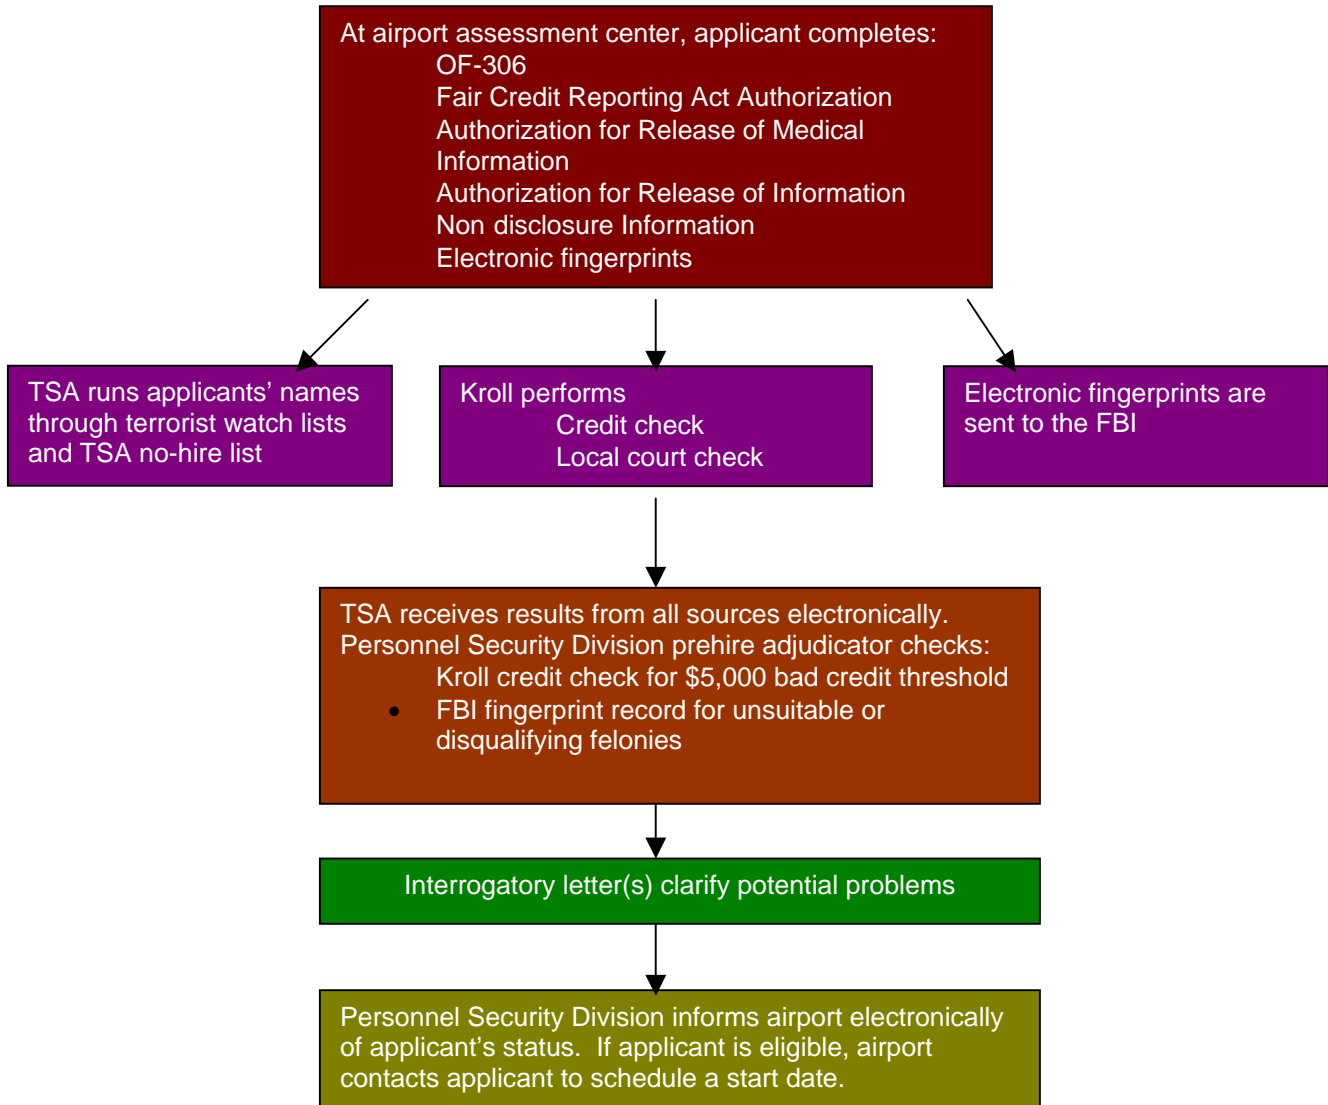 At airport assessment center, applicant completes:
OF-306
Fair Credit Reporting Act Authorization
Authorization for Release of Medical
Information
Authorization for Release of Information
Non disclosure Information
Electronic fingerprints
TSA runs applicants’ names
through terrorist watch lists
and TSA no-hire list
Kroll performs
Credit check
Local court check
Electronic fingerprints are
sent to the FBI
TSA receives results from all sources electronically.
Personnel Security Division prehire adjudicator checks:
Kroll credit check for $5,000 bad credit threshold
• FBI fingerprint record for unsuitable or
disqualifying felonies
Interrogatory letter(s) clarify potential problems
Personnel Security Division informs airport electronically
of applicant’s status.  If applicant is eligible, airport
contacts applicant to schedule a start date.